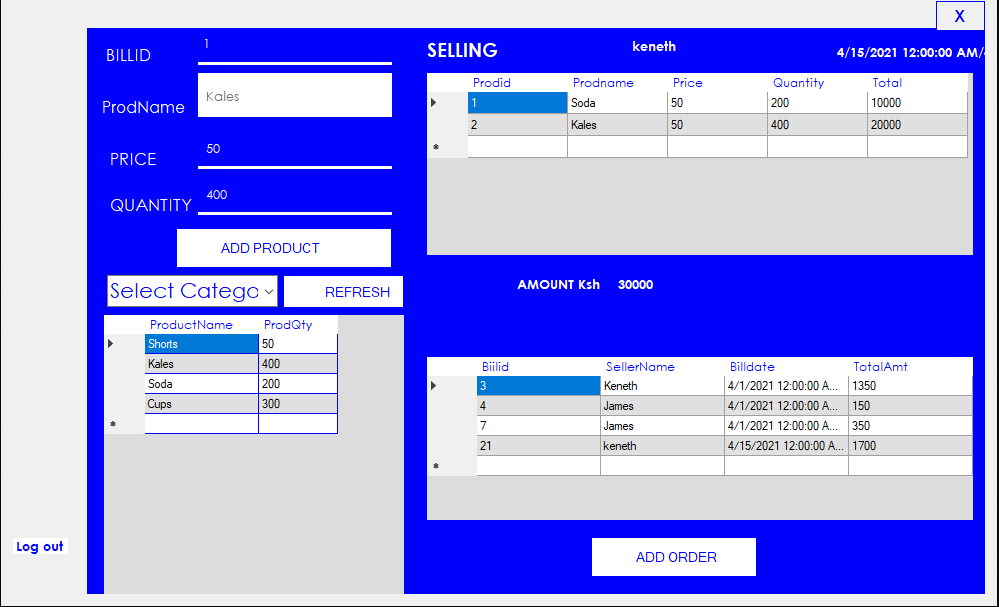 X
BILLID 1
ProdName Kales
PRICE 50
QUANTITY 400
ADD PRODUCT
Select Catego REFRESH
ProductName ProdQty
Shorts 50
Kales 400
Soda 200
Cups 300
SELLING keneth 4/15/2021 12:00:00 AM/
Prodid Prodname Price Quantity Total
1 Soda 50 200 10000
2 Kales 50 400 20000
AMOUNT Ksh 30000
Biilid SellerName Billdate TotalAmt
3 Keneth 4/1/2021 12:00:00 A... 1350
4 James 4/1/2021 12:00:00 A... 150
7 James 4/1/2021 12:00:00 A... 350
21 keneth 4/15/2021 12:00:00 A... 1700
ADD ORDER
Log out